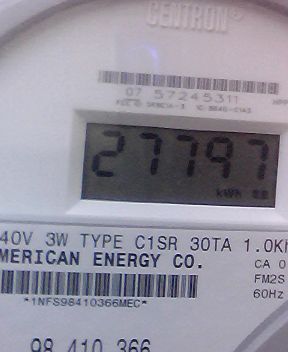 CENTRON®
07 57245311
27797
kWh
40V 3W TYPE C1SR 30TA 1.0Kh
MERICAN ENERGY CO.
CA 0
FM2S
60Hz
*1NFS98410366MEC*
98 410 366